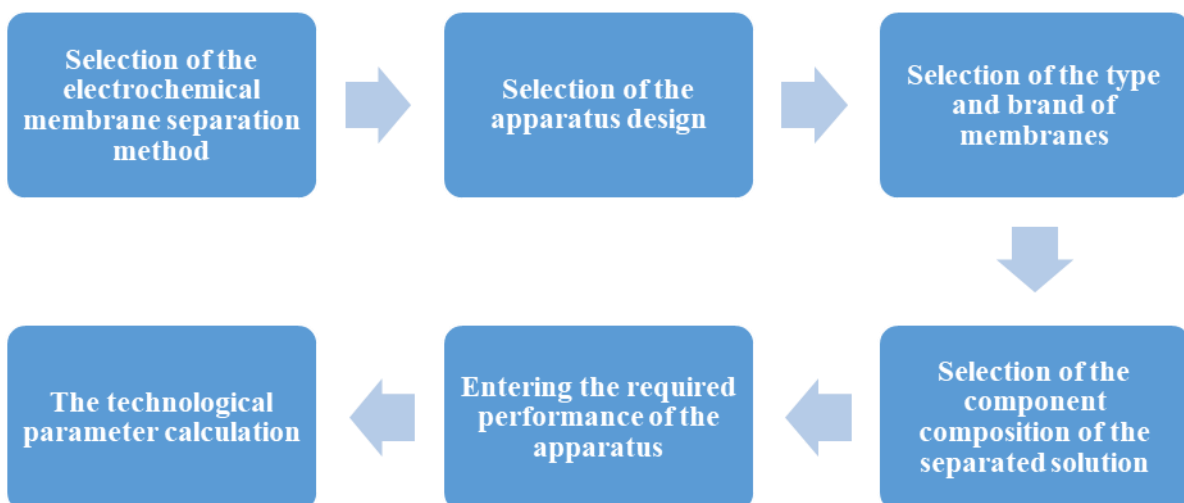 Selection of the
electrochemical
membrane separation
method
Selection of the
apparatus design
Selection of the type
and brand of
membranes
Selection of the
component
composition of the
separated solution
Entering the required
performance of the
apparatus
The technological
parameter calculation